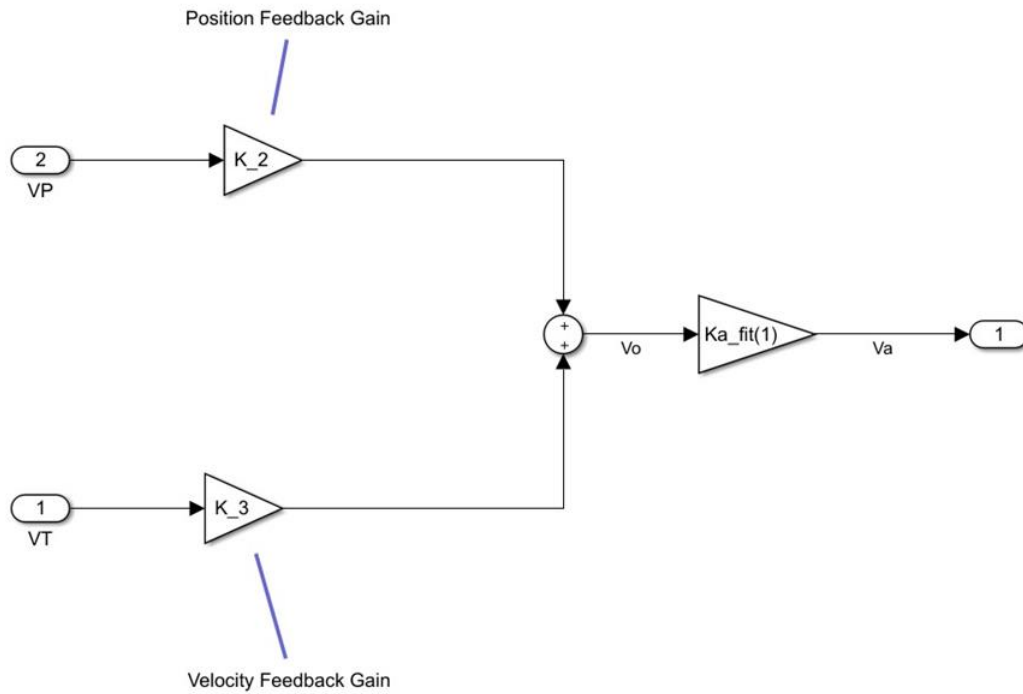 Position Feedback Gain
2
K_2
VP
+
+
Ka_fit(1)
1
Vo
Va
1
K_3
VT
Velocity Feedback Gain